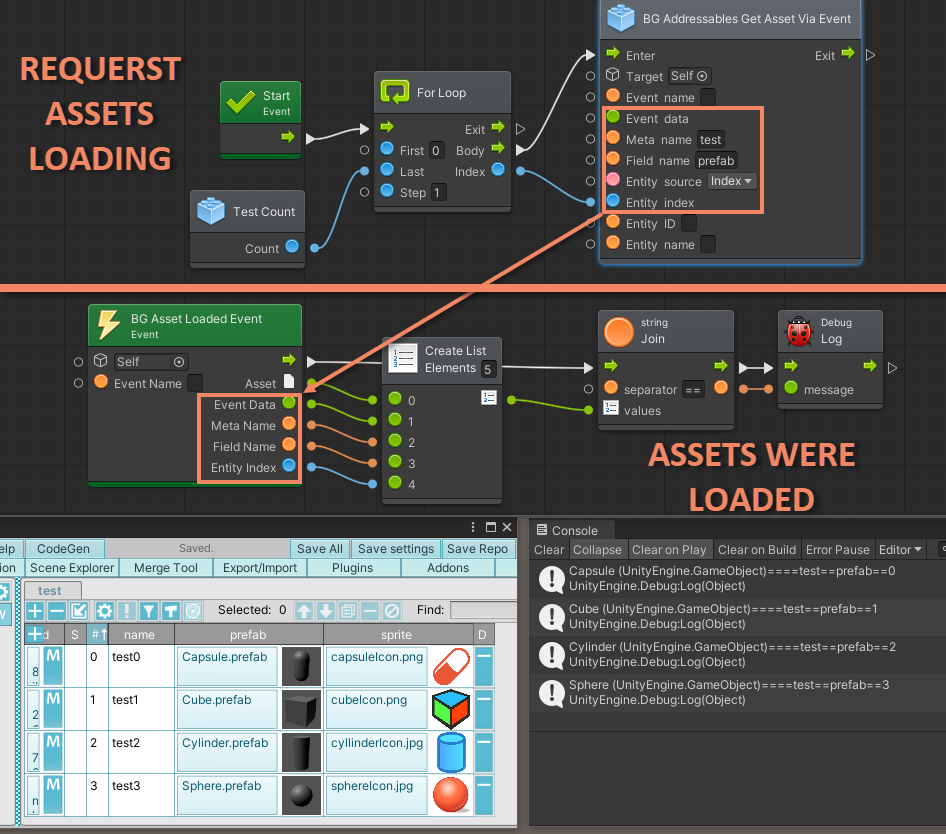 REQUERST
ASSETS
LOADING
Start
Event
Test Count
Count
For Loop
Exit
First 0
Body
Last
Index
Step 1
BG Addressables Get Asset Via Event
Enter
Exit
Target Self
Event name
Event data
Meta name test
Field name prefab
Entity source Index
Entity index
Entity ID
Entity name
BG Asset Loaded Event
Event
Self
Event Name
Asset
Event Data
Meta Name
Field Name
Entity Index
Create List
Elements 5
0
1
2
3
4
string
Join
separator ==
values
Debug
Log
message
ASSETS WERE
LOADED
elp CodeGen Saved. Save All Save settings Save Repo
ion Scene Explorer Merge Tool Export/Import Plugins Addons
test
Selected: 0 Find:
d S # name prefab sprite D
8 M 0 test0 Capsule.prefab capsuleIcon.png
2 M 1 test1 Cube.prefab cubeIcon.png
7 M 2 test2 Cylinder.prefab cyllinderIcon.jpg
n M 3 test3 Sphere.prefab sphereIcon.jpg
Console
Clear Collapse Clear on Play Clear on Build Error Pause Editor
Capsule (UnityEngine.GameObject)====test==prefab==0
UnityEngine.Debug:Log(Object)
Cube (UnityEngine.GameObject)====test==prefab==1
UnityEngine.Debug:Log(Object)
Cylinder (UnityEngine.GameObject)====test==prefab==2
UnityEngine.Debug:Log(Object)
Sphere (UnityEngine.GameObject)====test==prefab==3
UnityEngine.Debug:Log(Object)